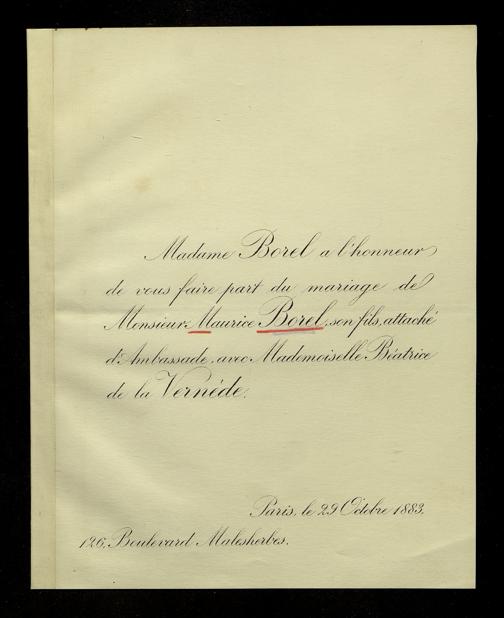 Madame Borel a l'honneur
de vous faire part du mariage de
Monsieur Maurice Borel, son fils, attaché
d'Ambassade, avec Mademoiselle Béatrice
de la Vernéde.
Paris, le 29 Octobre 1883.
126, Boulevard Malesherbes.